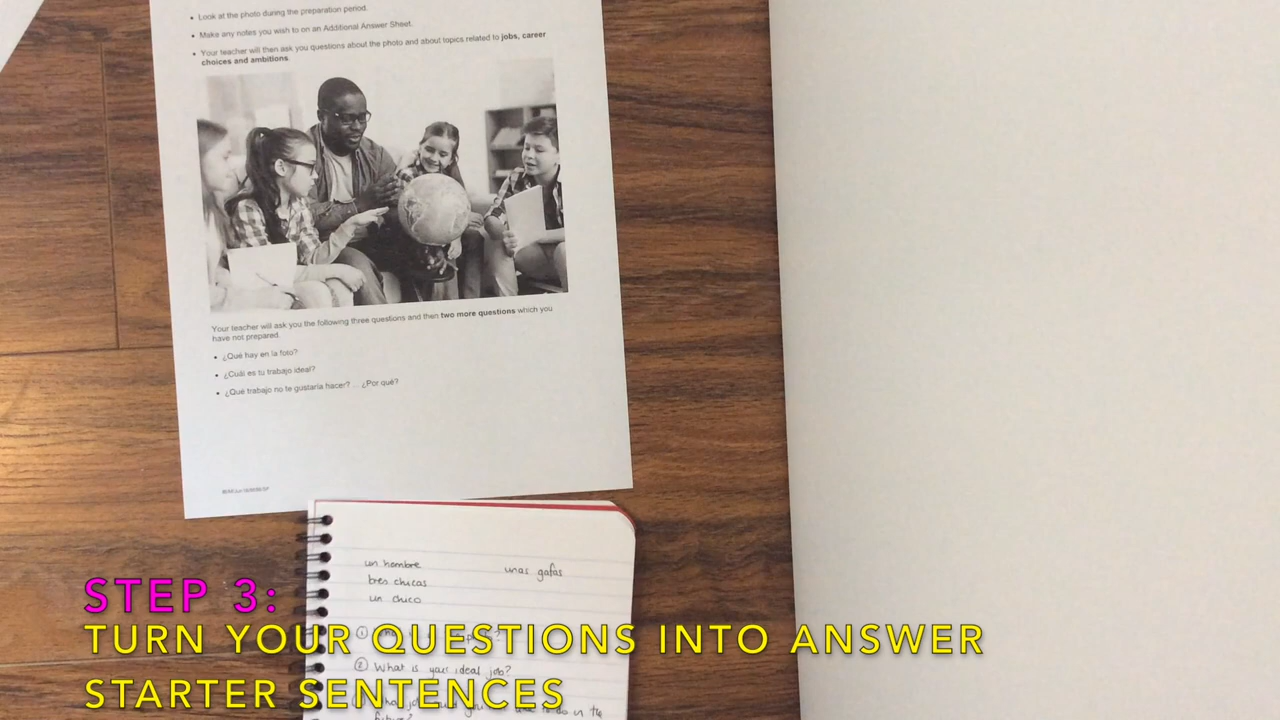 Look at the photo during the preparation period.
Make any notes you wish to on an Additional Answer Sheet.
Your teacher will then ask you questions about the photo and about topics related to jobs, career
choices and ambitions.
Your teacher will ask you the following three questions and then two more questions which you
have not prepared.
¿Qué hay en la foto?
¿Cuál es tu trabajo ideal?
¿Qué trabajo no te gustaría hacer? ... ¿Por qué?
un hombre
unas gafas
tres chicas
un chico
STEP 3:
①
TURN YOUR QUESTIONS INTO ANSWER
② What is your ideal job?
STARTER SENTENCES
in the
future?